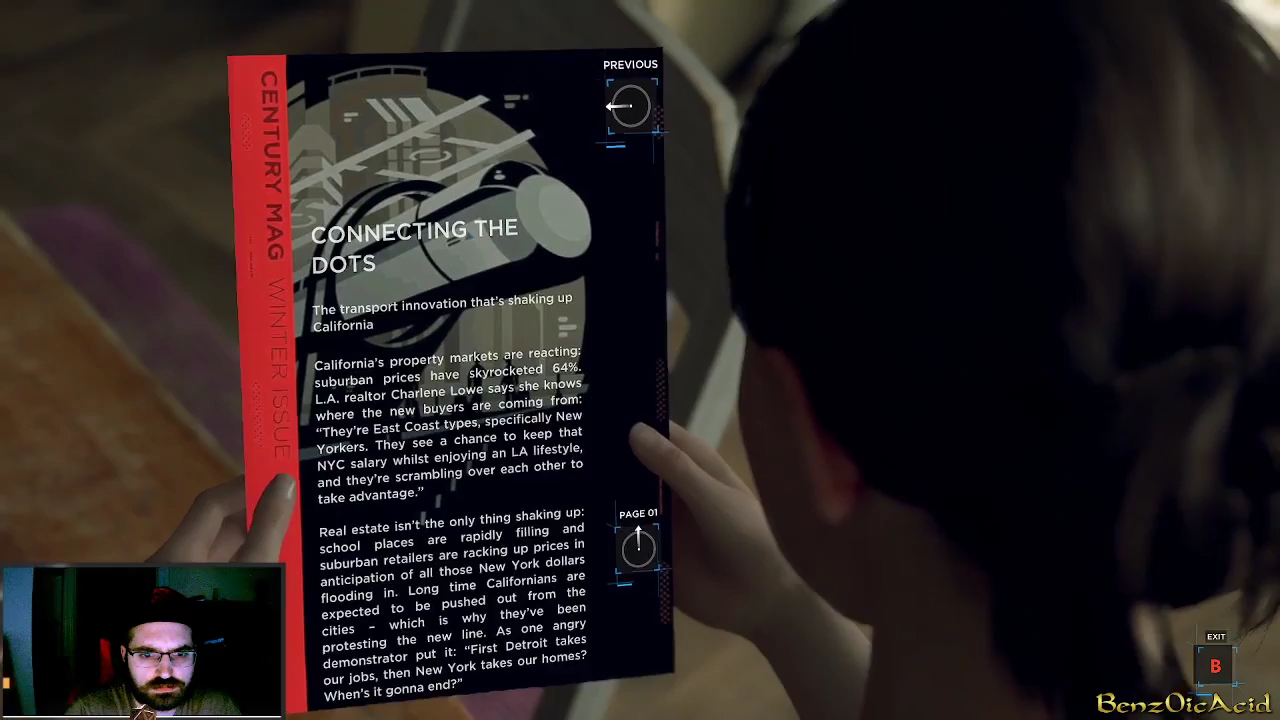 PREVIOUS
CENTURY MAG WINTER ISSUE
CONNECTING THE
DOTS
The transport innovation that's shaking up
California
California's property markets are reacting:
suburban prices have skyrocketed 64%.
L.A. realtor Charlene Lowe says she knows
where the new buyers are coming from:
“They're East Coast types, specifically New
Yorkers. They see a chance to keep that
NYC salary whilst enjoying an LA lifestyle,
and they're scrambling over each other to
take advantage.”
Real estate isn't the only thing shaking up:
school places are rapidly filling and
suburban retailers are racking up prices in
anticipation of all those New York dollars
flooding in. Long time Californians are
expected to be pushed out from the
cities – which is why they've been
protesting the new line. As one angry
demonstrator put it: “First Detroit takes
our jobs, then New York takes our homes?
When's it gonna end?”
PAGE 01
EXIT
B
BenzOicAcid